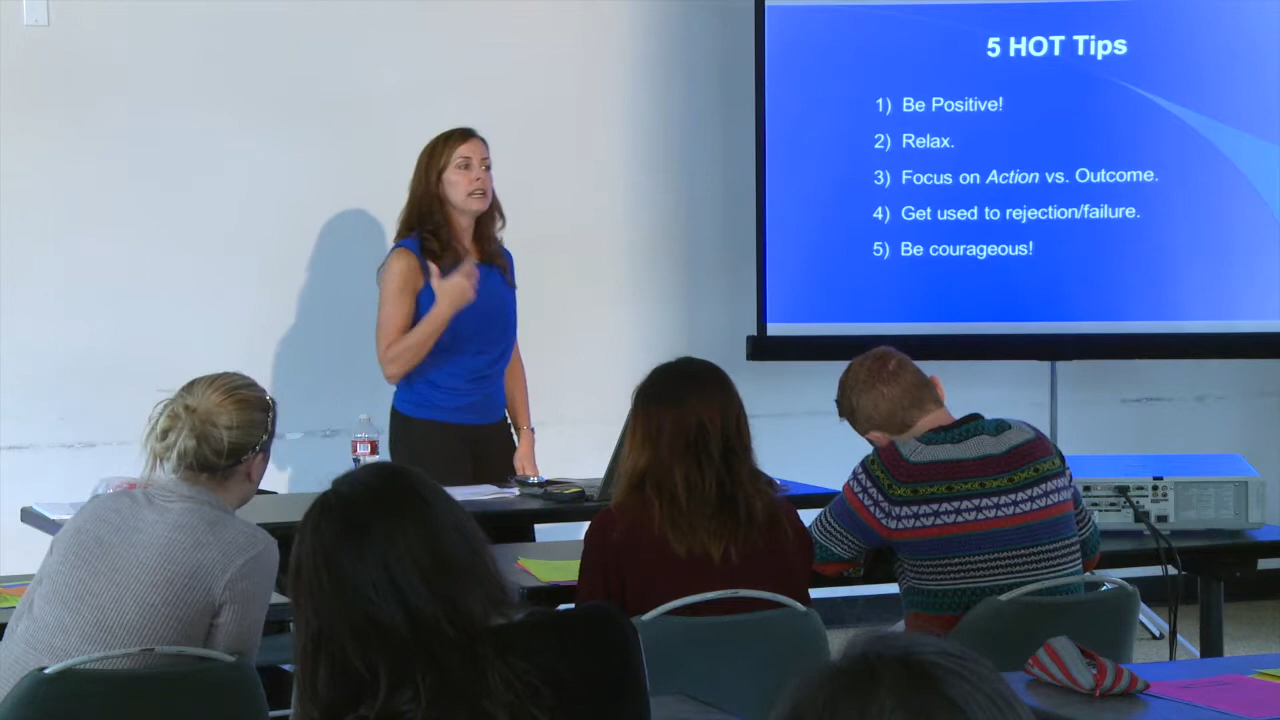 5 HOT Tips
1) Be Positive!
2) Relax.
3) Focus on Action vs. Outcome.
4) Get used to rejection/failure.
5) Be courageous!